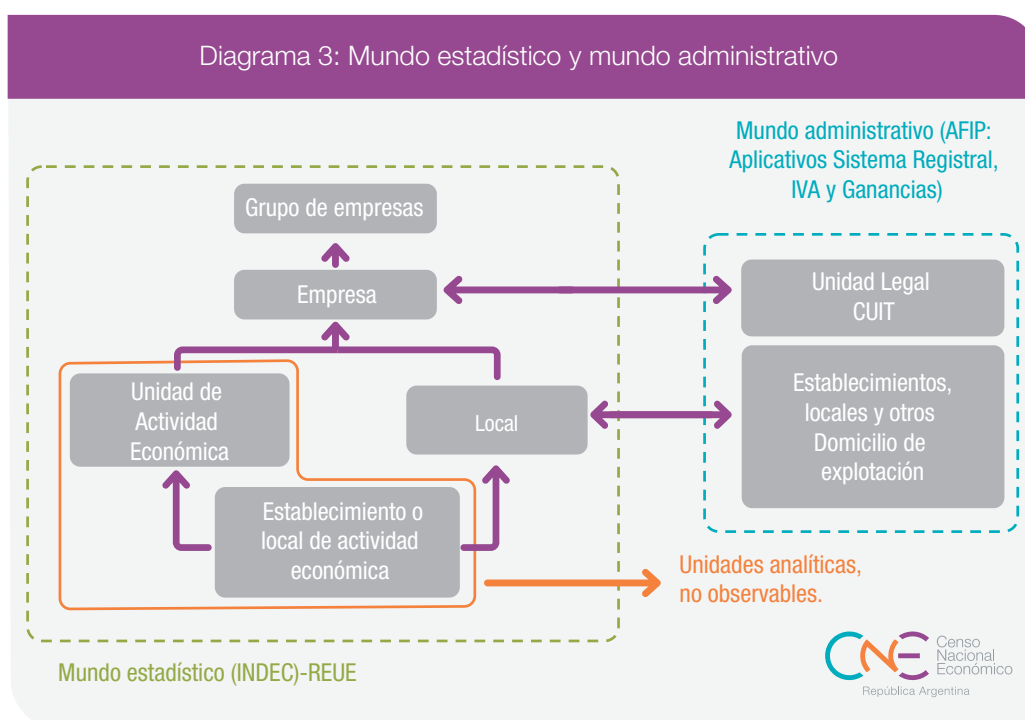 Diagrama 3: Mundo estadístico y mundo administrativo
Mundo administrativo (AFIP:
Aplicativos Sistema Registral,
IVA y Ganancias)
Grupo de empresas
Empresa
Unidad Legal
CUIT
Unidad de
Actividad
Económica
Local
Establecimientos,
locales y otros
Domicilio de
explotación
Establecimiento o
local de actividad
económica
Unidades analíticas,
no observables.
Mundo estadístico (INDEC)-REUE
CNE
Censo
Nacional
Económico
República Argentina